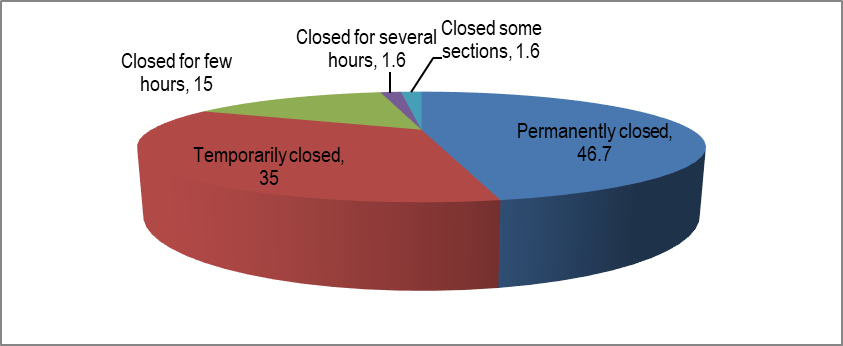 Closed for several
hours, 1.6
Closed some
sections, 1.6
Closed for few
hours, 15
Permanently closed,
46.7
Temporarily closed,
35